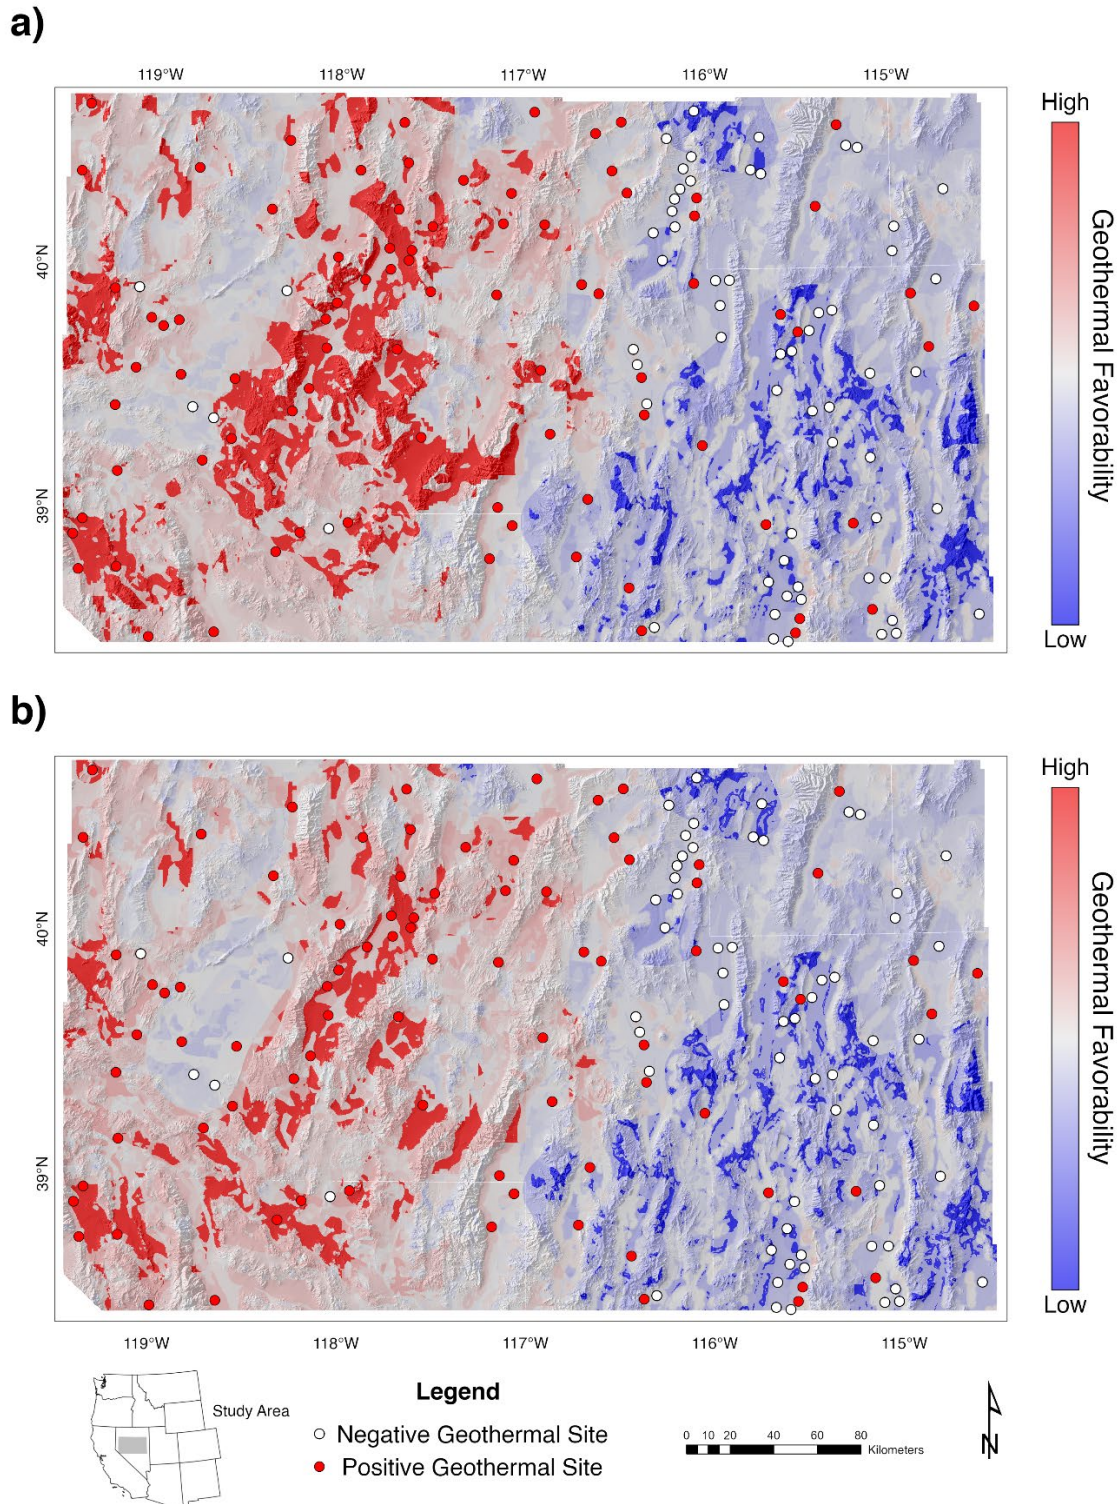 a)
119°W 118°W 117°W 116°W 115°W
High
40°N
39°N
Geothermal Favorability
Low
b)
High
40°N
39°N
Geothermal Favorability
Low
119°W 118°W 117°W 116°W 115°W
Study Area
Legend
Negative Geothermal Site
Positive Geothermal Site
0 10 20 40 60 80
Kilometers
N